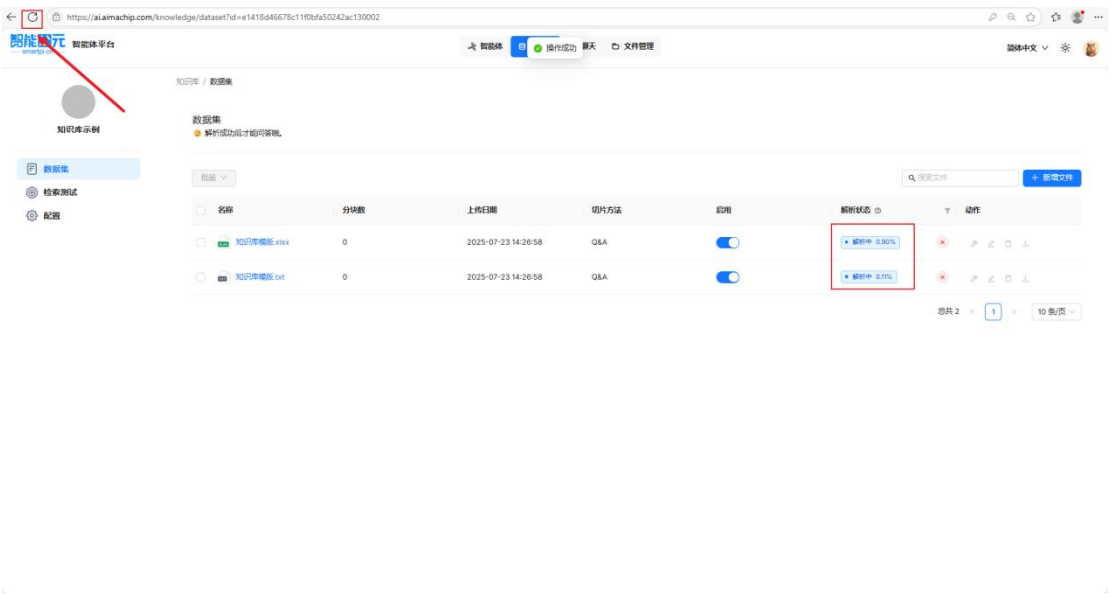 https://ai.aimachip.com/knowledge/dataset?id=e1418d46678c11f0bfa50242ac130002
智能 元 智能体平台
smartpi.cn
智能体
操作成功
聊天
文件管理
简体中文
知识库 / 数据集
知识库示例
数据集
解析成功后才能问答哦。
数据集
检索测试
配置
批量
搜索文件
+ 新增文件
名称 分块数 上传日期 切片方法 启用 解析状态 动作
知识库模版.xlsx 0 2025-07-23 14:26:58 Q&A 解析中 0.90%
知识库模版.txt 0 2025-07-23 14:26:58 Q&A 解析中 0.11%
总共 2 < 1 > 10 条/页